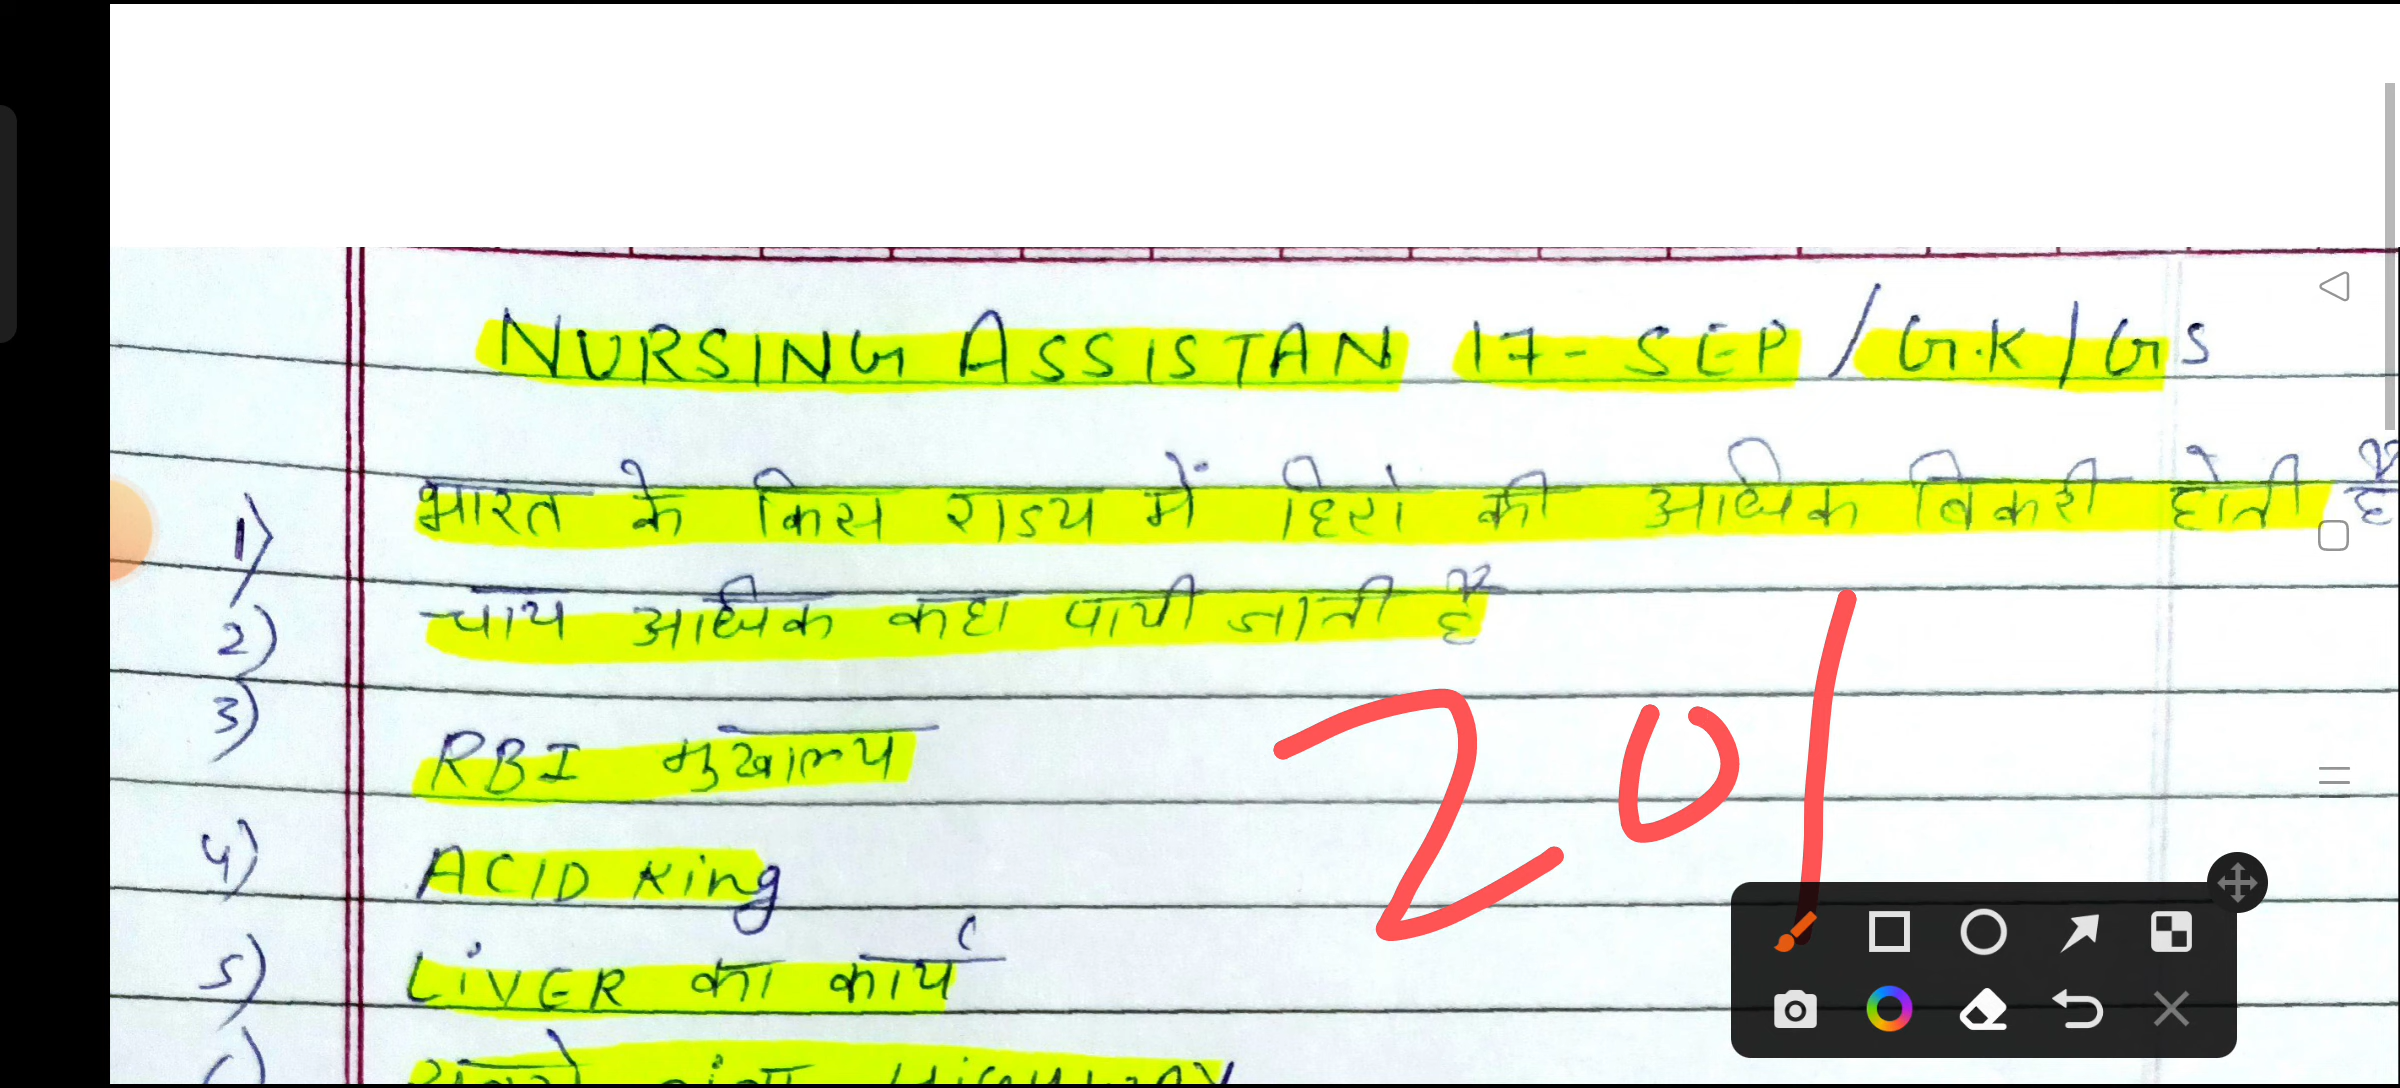 NURSING ASSISTAN 17-SEP/G.K/GS
1) भारत के किस राज्य में हिरो की अधिक बिकरी होती है
2) चाय अधिक कहा पायी जाती है
3) RBI मुख्यालय
4) ACID King
5) LiVER का कार्य